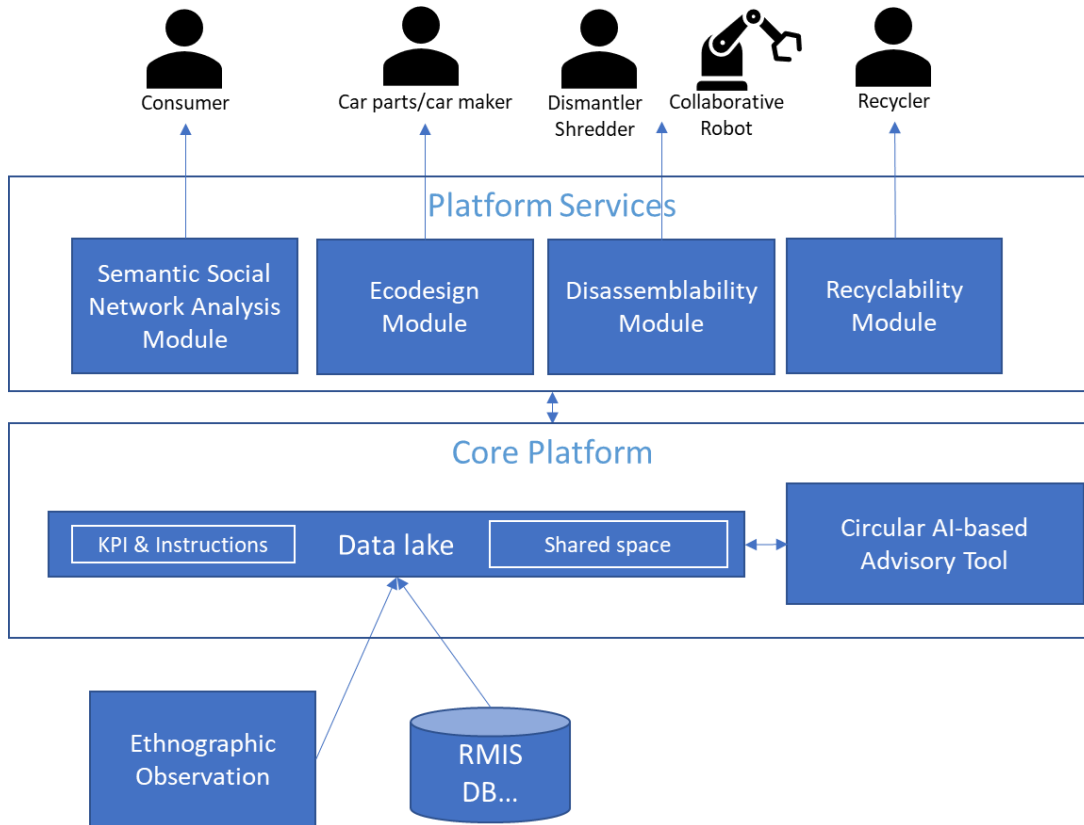 Consumer
Car parts/car maker
Dismantler
Shredder
Collaborative
Robot
Recycler
Platform Services
Semantic Social
Network Analysis
Module
Ecodesign
Module
Disassemblability
Module
Recyclability
Module
Core Platform
KPI & Instructions
Data lake
Shared space
Circular AI-based
Advisory Tool
Ethnographic
Observation
RMIS
DB...